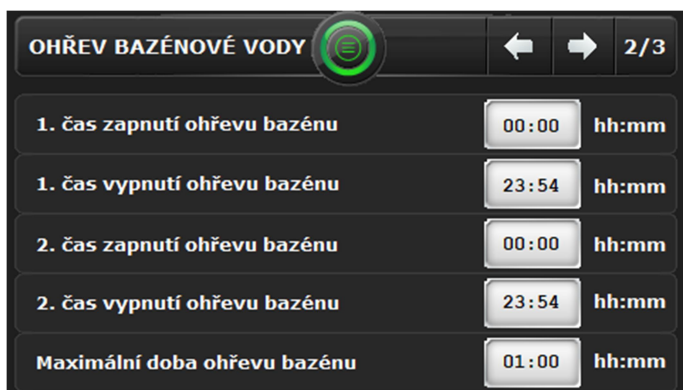 OHŘEV BAZÉNOVÉ VODY 2/3
1. čas zapnutí ohřevu bazénu 00:00 hh:mm
1. čas vypnutí ohřevu bazénu 23:54 hh:mm
2. čas zapnutí ohřevu bazénu 00:00 hh:mm
2. čas vypnutí ohřevu bazénu 23:54 hh:mm
Maximální doba ohřevu bazénu 01:00 hh:mm